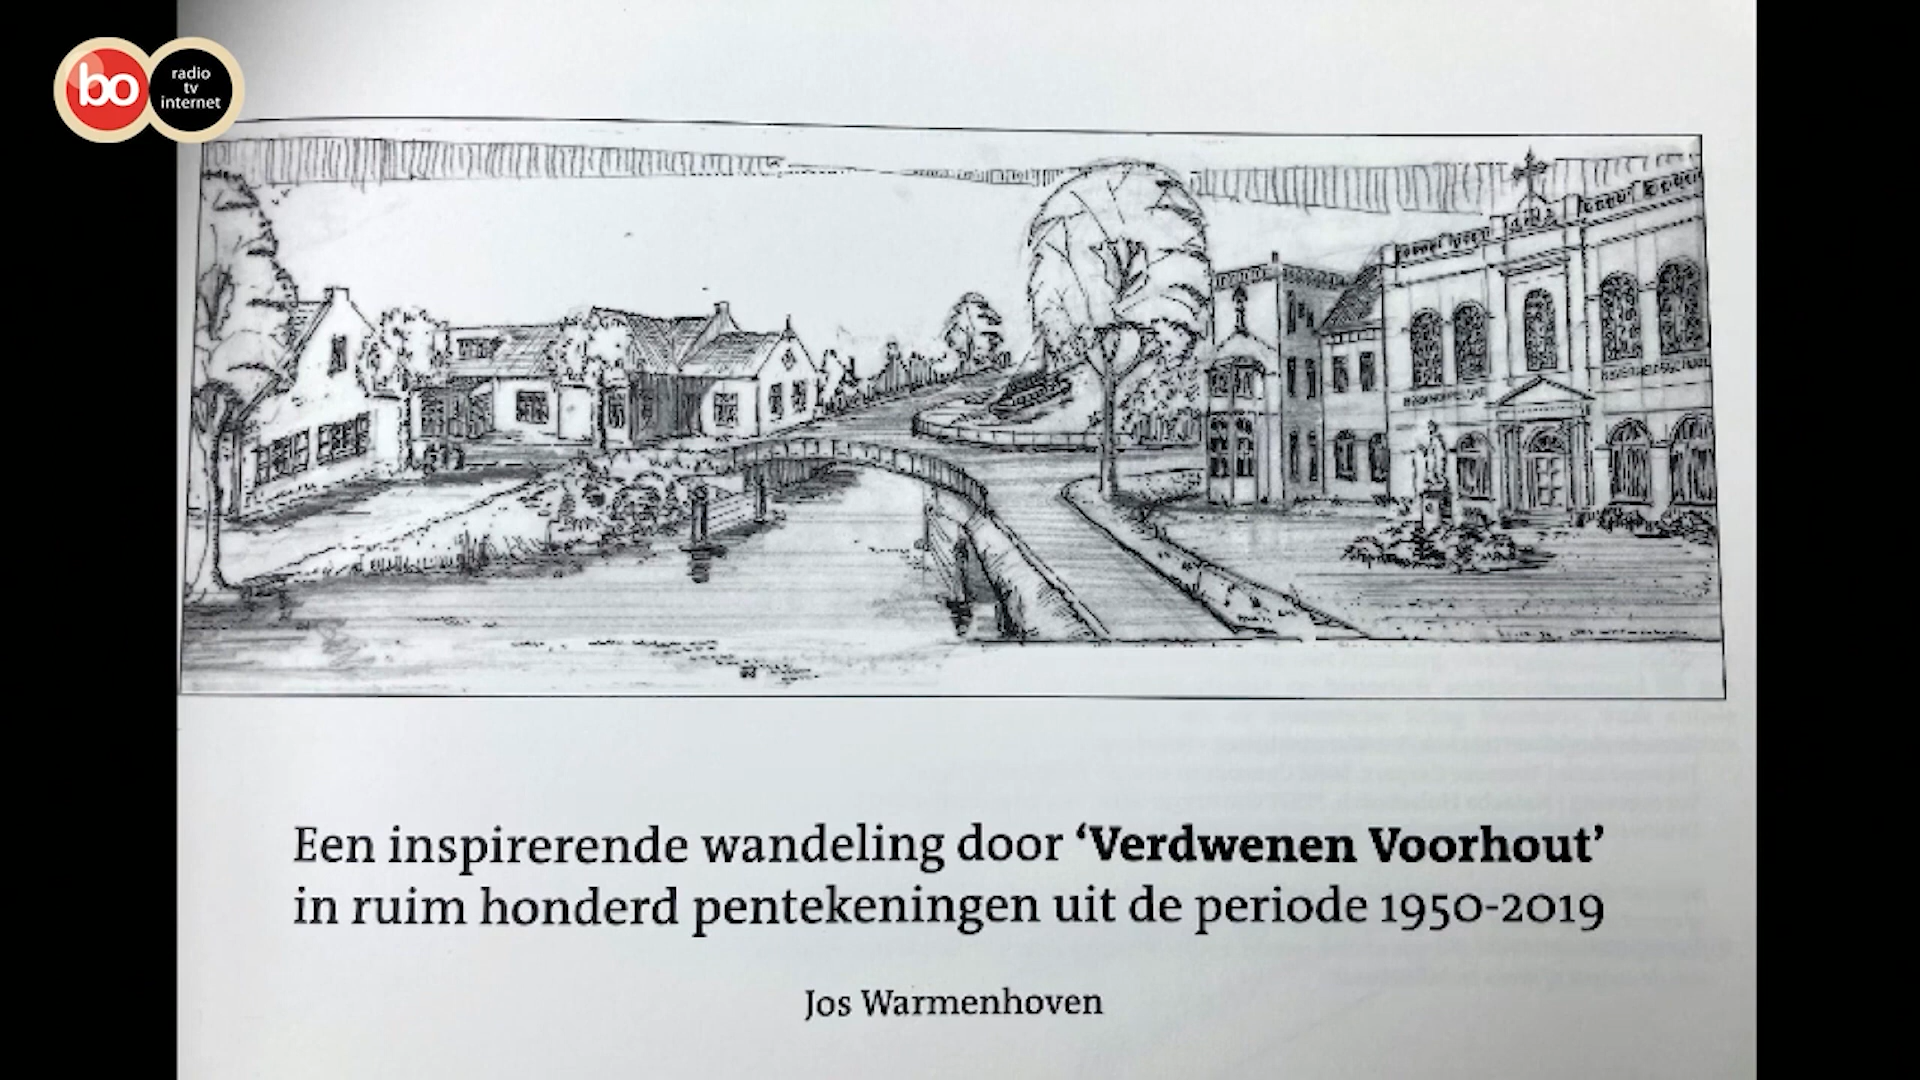 bo
radio
tv
internet
Een inspirerende wandeling door ‘Verdwenen Voorhout’
in ruim honderd pentekeningen uit de periode 1950-2019
Jos Warmenhoven